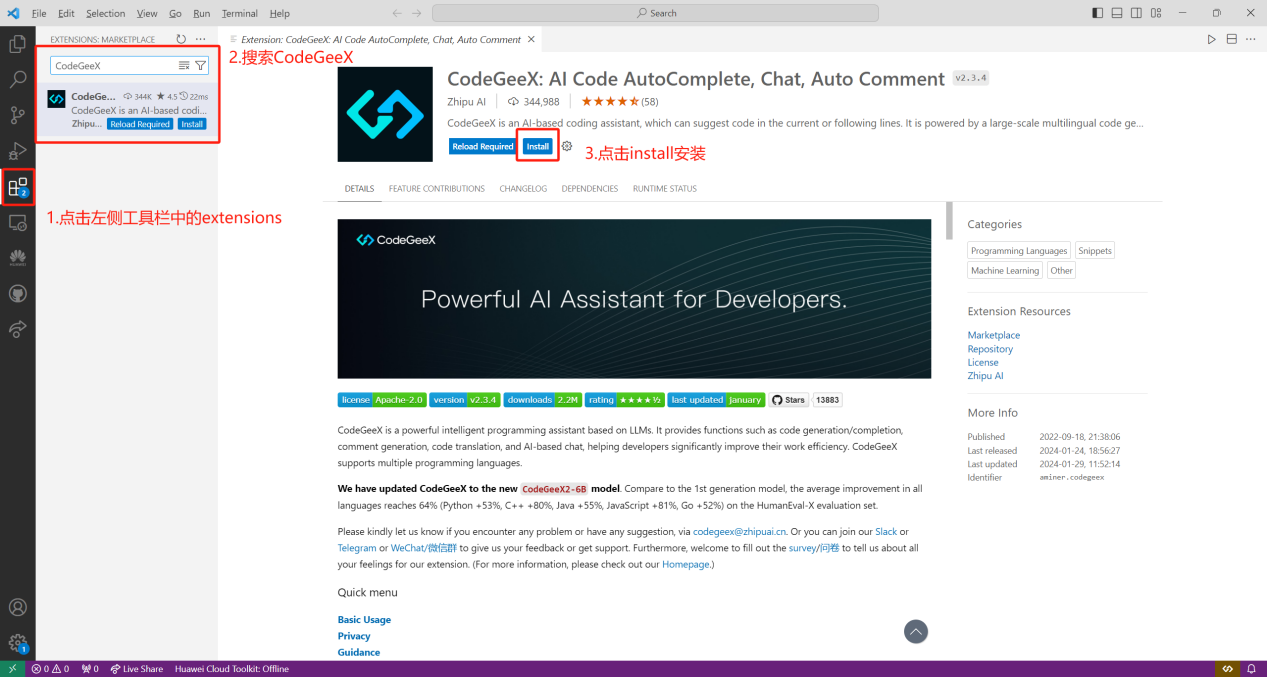 File Edit Selection View Go Run Terminal Help
Search
EXTENSIONS: MARKETPLACE
Extension: CodeGeeX: AI Code AutoComplete, Chat, Auto Comment
CodeGeeX
2.搜索CodeGeeX
CodeGe... 344K 4.5 22ms
CodeGeeX is an AI-based codi...
Zhipu... Reload Required Install
2
1.点击左侧工具栏中的extensions
CodeGeeX: AI Code AutoComplete, Chat, Auto Comment v2.3.4
Zhipu AI 344,988 (58)
CodeGeeX is an AI-based coding assistant, which can suggest code in the current or following lines. It is powered by a large-scale multilingual code ge...
Reload Required Install
3.点击install安装
DETAILS FEATURE CONTRIBUTIONS CHANGELOG DEPENDENCIES RUNTIME STATUS
CodeGeeX
Powerful AI Assistant for Developers.
license Apache-2.0 version v2.3.4 downloads 2.2M rating ★★★★½ last updated january Stars 13883
CodeGeeX is a powerful intelligent programming assistant based on LLMs. It provides functions such as code generation/completion,
comment generation, code translation, and AI-based chat, helping developers significantly improve their work efficiency. CodeGeeX
supports multiple programming languages.
We have updated CodeGeeX to the new CodeGeeX2-6B model. Compare to the 1st generation model, the average improvement in all
languages reaches 64% (Python +53%, C++ +80%, Java +55%, JavaScript +81%, Go +52%) on the HumanEval-X evaluation set.
Please kindly let us know if you encounter any problem or have any suggestion, via codegeex@zhipuai.cn. Or you can join our Slack or
Telegram or WeChat/微信群 to give us your feedback or get support. Furthermore, welcome to fill out the survey/问卷 to tell us about all
your feelings for our extension. (For more information, please check out our Homepage.)
Quick menu
Basic Usage
Privacy
Guidance
Categories
Programming Languages Snippets
Machine Learning Other
Extension Resources
Marketplace
Repository
License
Zhipu AI
More Info
Published 2022-09-18, 21:38:06
Last released 2024-01-24, 18:56:27
Last updated 2024-01-29, 11:52:14
Identifier aminer.codegeex
1
0 0 0 Live Share Huawei Cloud Toolkit: Offline